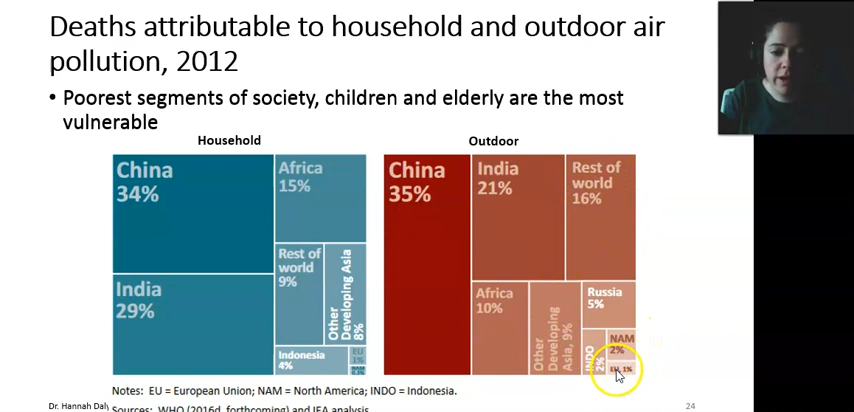 Deaths attributable to household and outdoor air
pollution, 2012
• Poorest segments of society, children and elderly are the most
vulnerable
Household
China
34%
India
29%
Africa
15%
Rest of
world
9%
Other
Developing Asia
8%
Indonesia
4%
EU
1%
Outdoor
China
35%
India
21%
Rest of
world
16%
Africa
10%
Other
Developing
Asia, 9%
Russia
5%
INDO
2%
NAM
2%
EU, 1%
Notes: EU = European Union; NAM = North America; INDO = Indonesia.
Sources: WHO (2016d, forthcoming) and IEA analysis
Dr. Hannah Daly
24